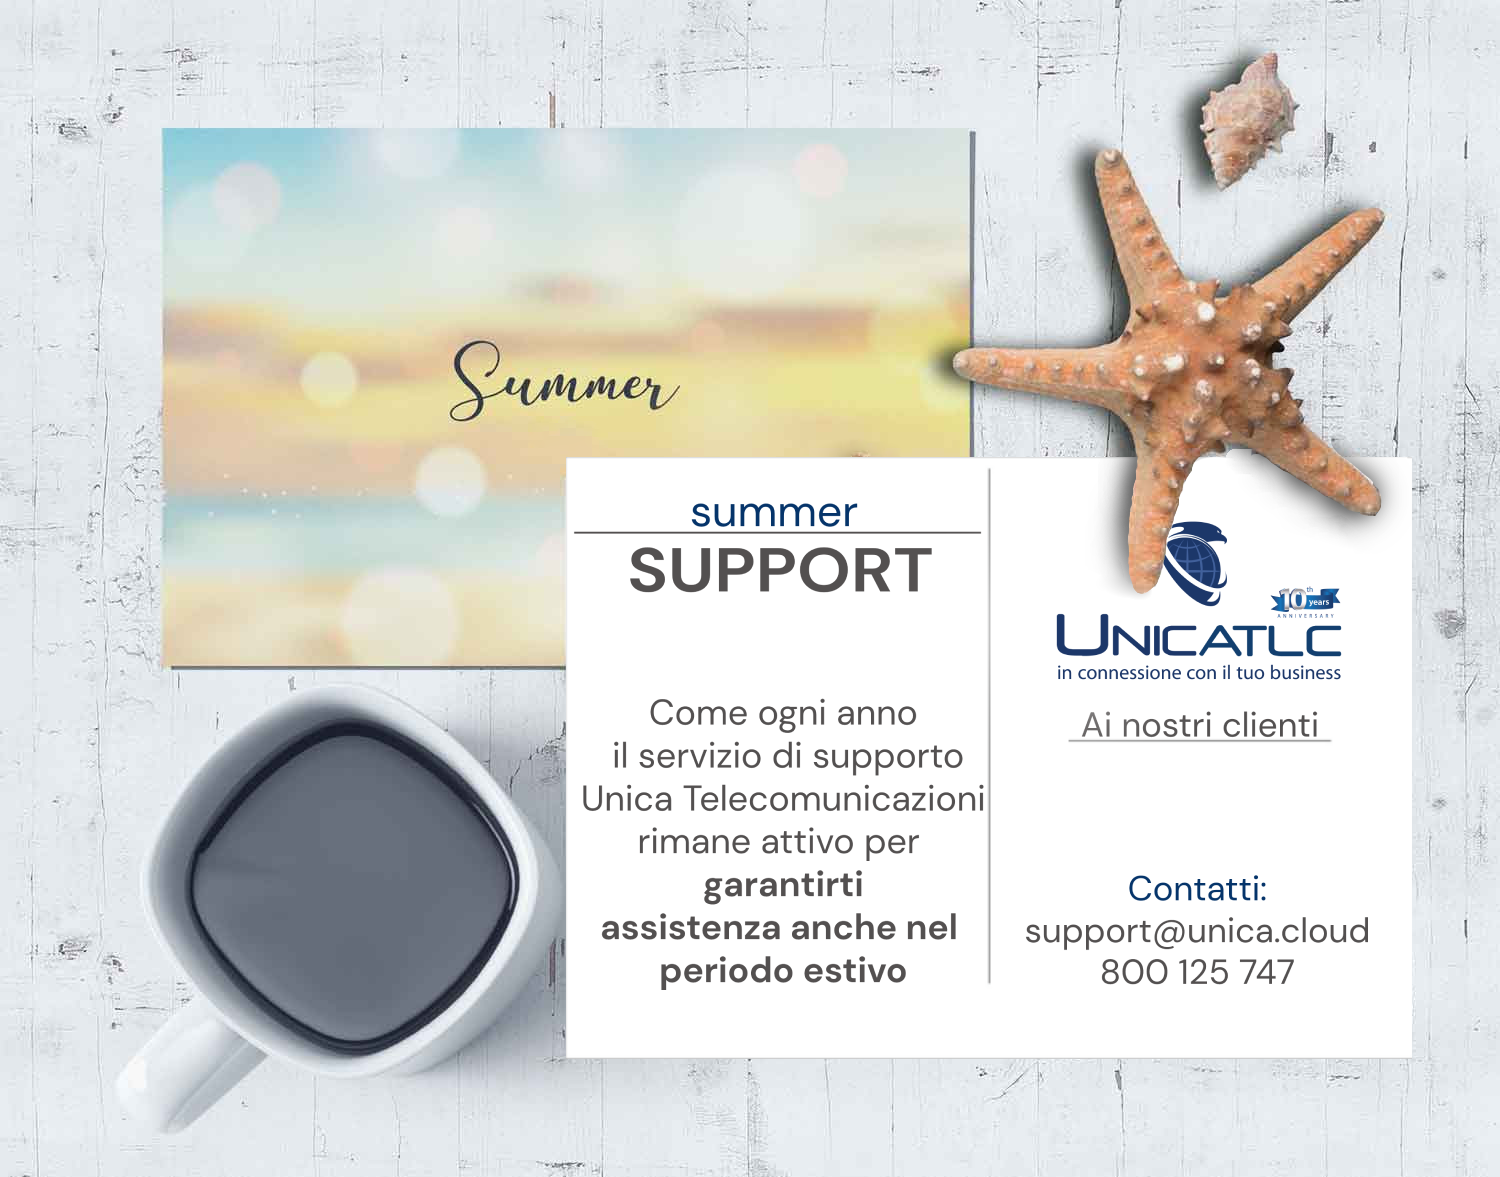 Summer
summer
SUPPORT
Come ogni anno
il servizio di supporto
Unica Telecomunicazioni
rimane attivo per
garantirti
assistenza anche nel
periodo estivo
10th years
ANNIVERSARY
UNICATLC
in connessione con il tuo business
Ai nostri clienti
Contatti:
support@unica.cloud
800 125 747